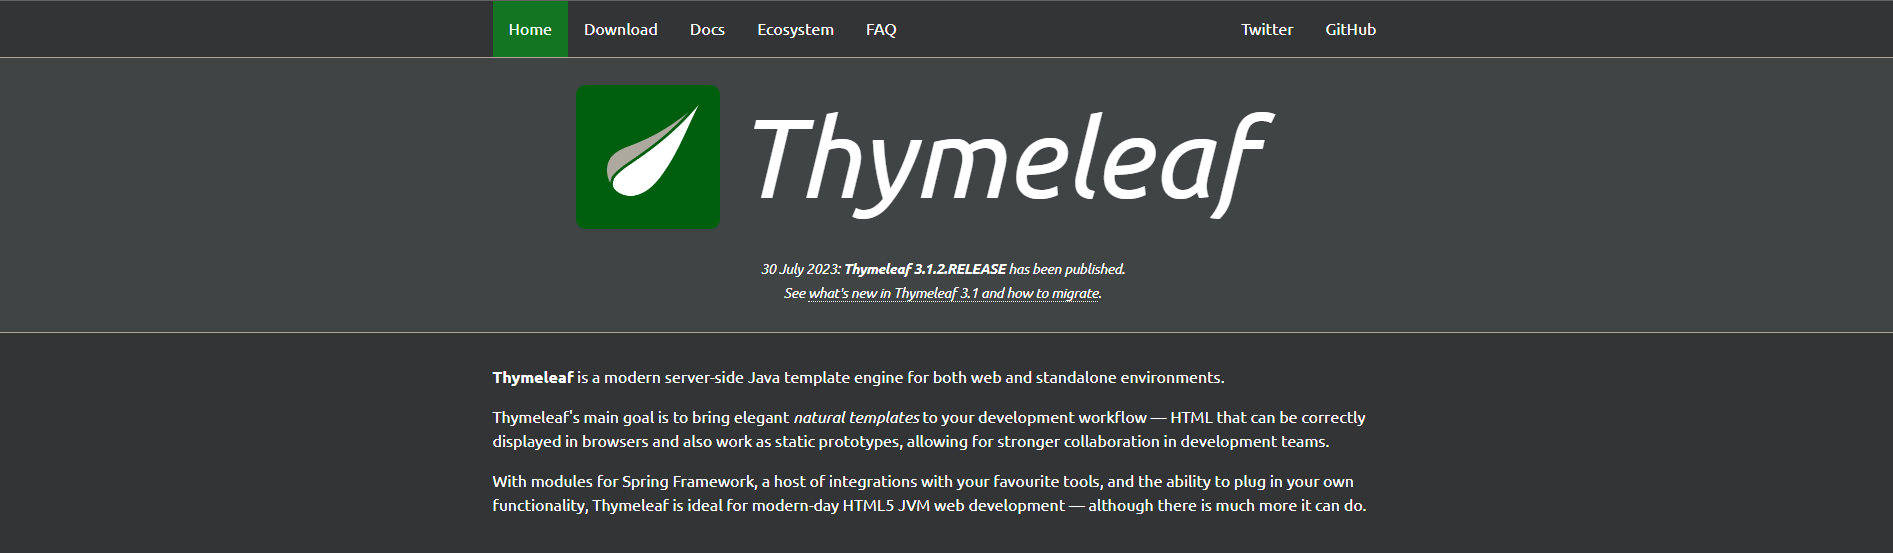 Home Download Docs Ecosystem FAQ Twitter GitHub
Thymeleaf
30 July 2023: Thymeleaf 3.1.2.RELEASE has been published.
See what's new in Thymeleaf 3.1 and how to migrate.
Thymeleaf is a modern server-side Java template engine for both web and standalone environments.
Thymeleaf's main goal is to bring elegant natural templates to your development workflow — HTML that can be correctly
displayed in browsers and also work as static prototypes, allowing for stronger collaboration in development teams.
With modules for Spring Framework, a host of integrations with your favourite tools, and the ability to plug in your own
functionality, Thymeleaf is ideal for modern-day HTML5 JVM web development — although there is much more it can do.